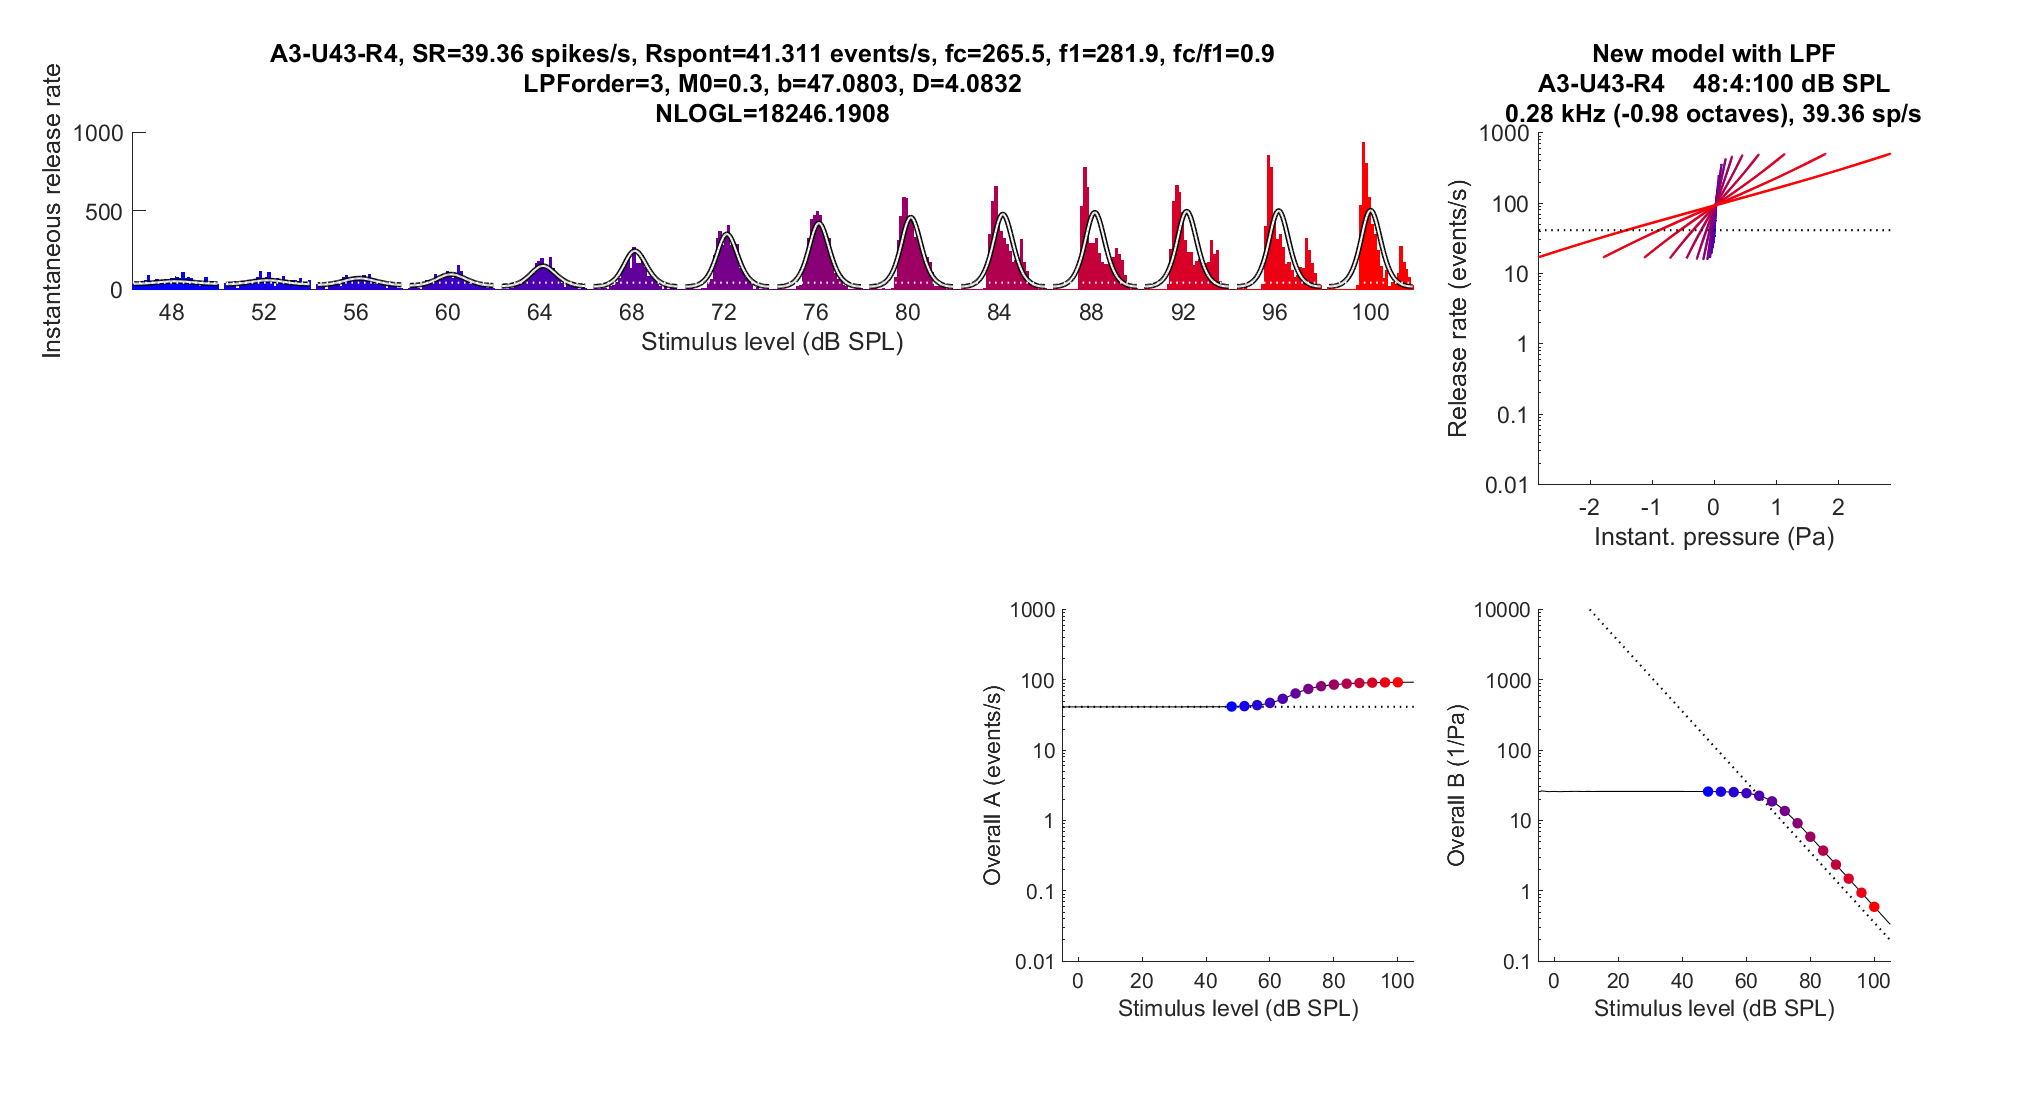 A3-U43-R4, SR=39.36 spikes/s, Rspont=41.311 events/s, fc=265.5, f1=281.9, fc/f1=0.9
LPForder=3, M0=0.3, b=47.0803, D=4.0832
NLOGL=18246.1908
Instantaneous release rate
1000
500
0
48 52 56 60 64 68 72 76 80 84 88 92 96 100
Stimulus level (dB SPL)
New model with LPF
A3-U43-R4 48:4:100 dB SPL
0.28 kHz (-0.98 octaves), 39.36 sp/s
Release rate (events/s)
1000
100
10
1
0.1
0.01
-2 -1 0 1 2
Instant. pressure (Pa)
Overall A (events/s)
1000
100
10
1
0.1
0.01
0 20 40 60 80 100
Stimulus level (dB SPL)
Overall B (1/Pa)
10000
1000
100
10
1
0.1
0 20 40 60 80 100
Stimulus level (dB SPL)